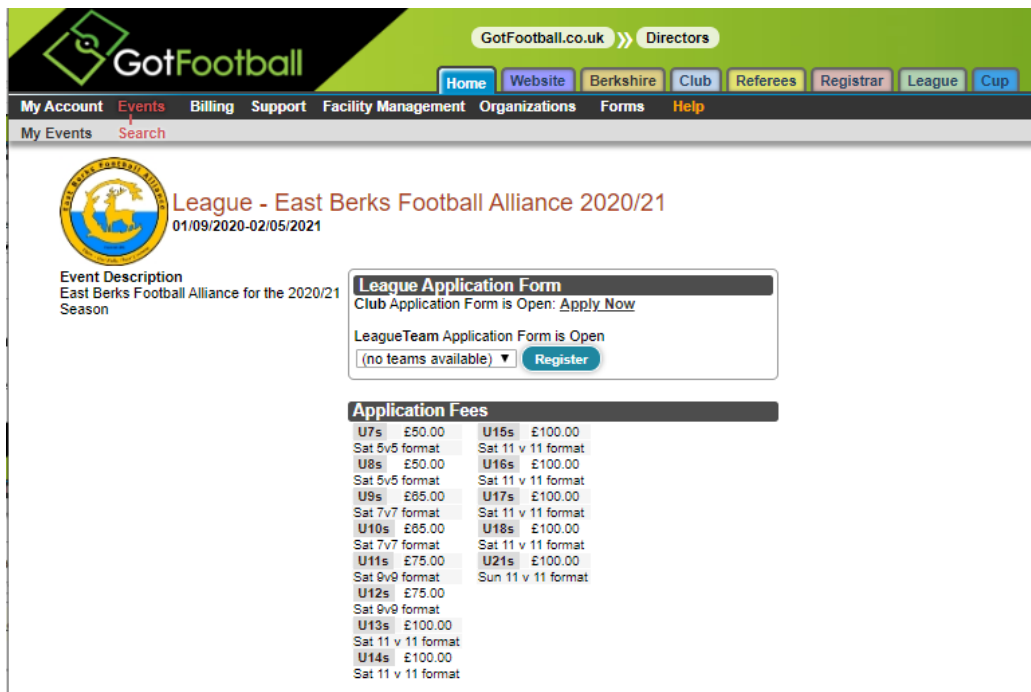 GotFootball
GotFootball.co.uk Directors
Home Website Berkshire Club Referees Registrar League Cup
My Account Events Billing Support Facility Management Organizations Forms Help
My Events Search
East Berks Football Alliance
League - East Berks Football Alliance 2020/21
01/09/2020-02/05/2021
Event Description
East Berks Football Alliance for the 2020/21
Season
League Application Form
Club Application Form is Open: Apply Now
LeagueTeam Application Form is Open
(no teams available) Register
Application Fees
U7s £50.00
Sat 5v5 format
U8s £50.00
Sat 5v5 format
U9s £65.00
Sat 7v7 format
U10s £65.00
Sat 7v7 format
U11s £75.00
Sat 9v9 format
U12s £75.00
Sat 9v9 format
U13s £100.00
Sat 11 v 11 format
U14s £100.00
Sat 11 v 11 format
U15s £100.00
Sat 11 v 11 format
U16s £100.00
Sat 11 v 11 format
U17s £100.00
Sat 11 v 11 format
U18s £100.00
Sat 11 v 11 format
U21s £100.00
Sun 11 v 11 format